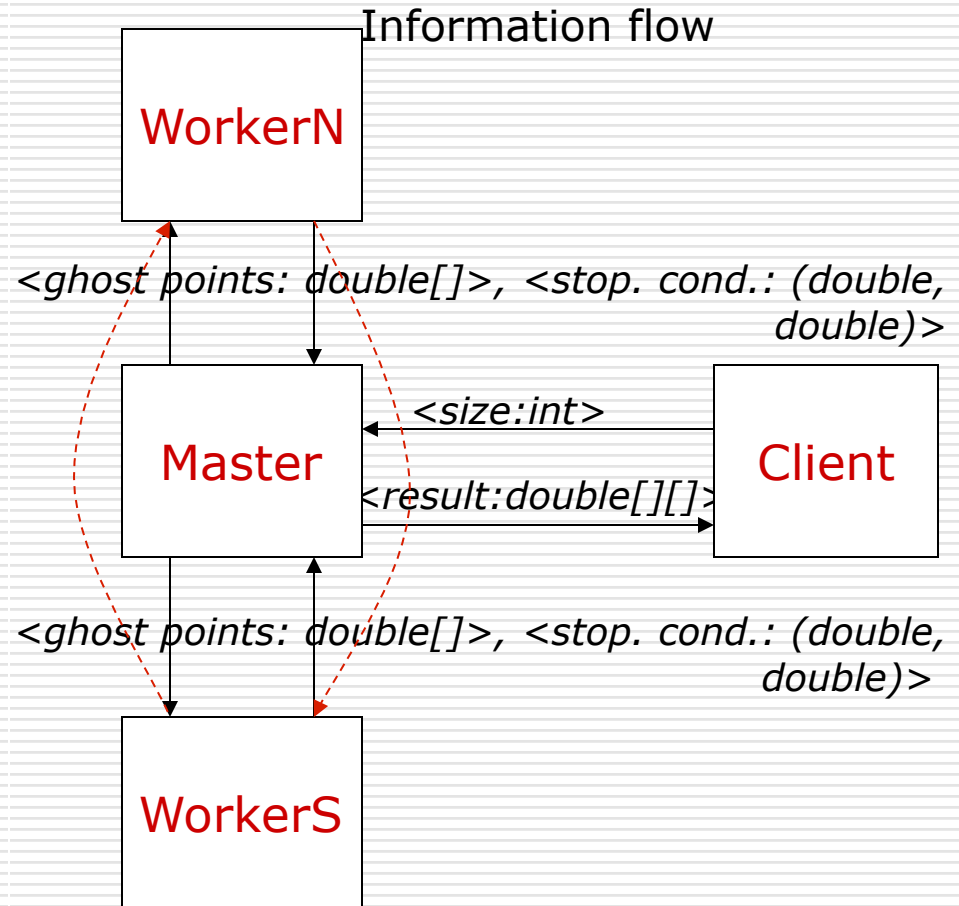 Information flow
WorkerN
<ghost points: double[]>, <stop. cond.: (double,
double)>
<size:int>
Master
Client
<result:double[][]>
<ghost points: double[]>, <stop. cond.: (double,
double)>
WorkerS